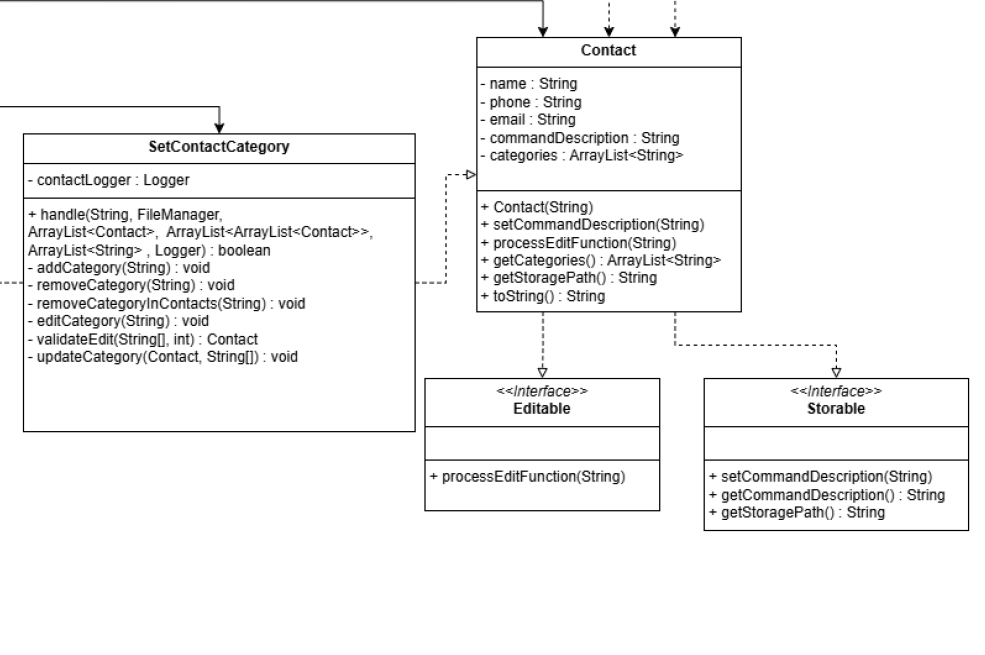 Contact
- name : String
- phone : String
- email : String
- commandDescription : String
- categories : ArrayList<String>
+ Contact(String)
+ setCommandDescription(String)
+ processEditFunction(String)
+ getCategories() : ArrayList<String>
+ getStoragePath() : String
+ toString() : String
SetContactCategory
- contactLogger : Logger
+ handle(String, FileManager,
ArrayList<Contact>, ArrayList<ArrayList<Contact>>,
ArrayList<String> , Logger) : boolean
- addCategory(String) : void
- removeCategory(String) : void
- removeCategoryInContacts(String) : void
- editCategory(String) : void
- validateEdit(String[], int) : Contact
- updateCategory(Contact, String[]) : void
<<Interface>>
Editable
+ processEditFunction(String)
<<Interface>>
Storable
+ setCommandDescription(String)
+ getCommandDescription() : String
+ getStoragePath() : String